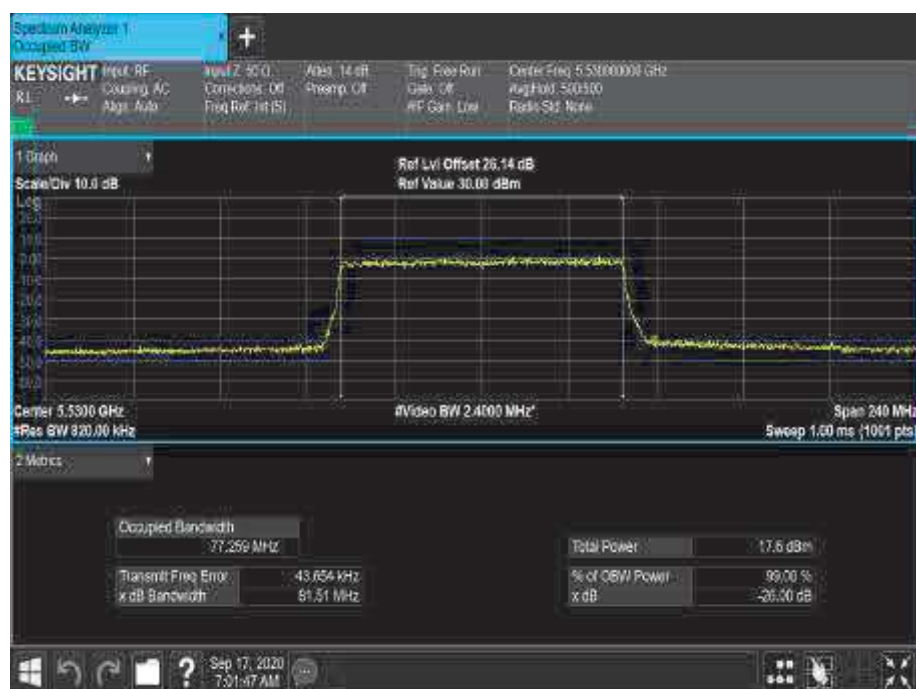 Spectrum Analyzer 1
Occupied BW
+
KEYSIGHT Input: RF
R L
Coupling: AC
Align: Auto
Input Z: 50 Ω
Corrections: Off
Freq Ref: Int (S)
Atten: 14 dB
Preamp: Off
Trig: Free Run
Gate: Off
#IF Gain: Low
Center Freq: 5.530000000 GHz
Avg|Hold: 500/500
Radio Std: None
1 Graph
Scale/Div 10.0 dB
Ref Lvl Offset 26.14 dB
Ref Value 30.00 dBm
Log
Center 5.5300 GHz
#Res BW 820.00 kHz
#Video BW 2.4000 MHz*
Span 240 MHz
Sweep 1.00 ms (1001 pts)
2 Metrics
Occupied Bandwidth
77.259 MHz
Transmit Freq Error 43.654 kHz
x dB Bandwidth 81.51 MHz
Total Power 17.6 dBm
% of OBW Power 99.00 %
x dB -26.00 dB
? Sep 17, 2020
7:01:47 AM